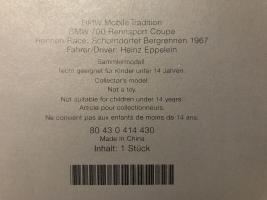 BMW Mobile Tradition
BMW 700 Rennsport Coupe
Rennen/Race: Schorndorfer Bergrennen 1967
Fahrer/Driver: Heinz Eppelein
Sammlermodell.
Nicht geeignet für Kinder unter 14 Jahren.
Collector's model.
Not a toy.
Not suitable for children under 14 years.
Article pour collectionneurs.
Ne convient pas aux enfants de moins de 14 ans.
80 43 0 414 430
Made in China
Inhalt: 1 Stück